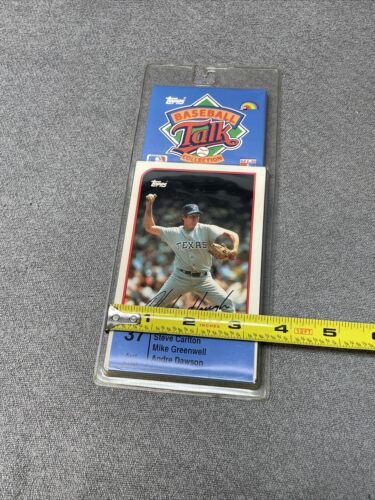 Topps
BASEBALL
Talk
COLLECTION
Topps
TEXAS
1 2 INCHES 3 4 5
37
Steve Carlton
Mike Greenwell
Andre Dawson